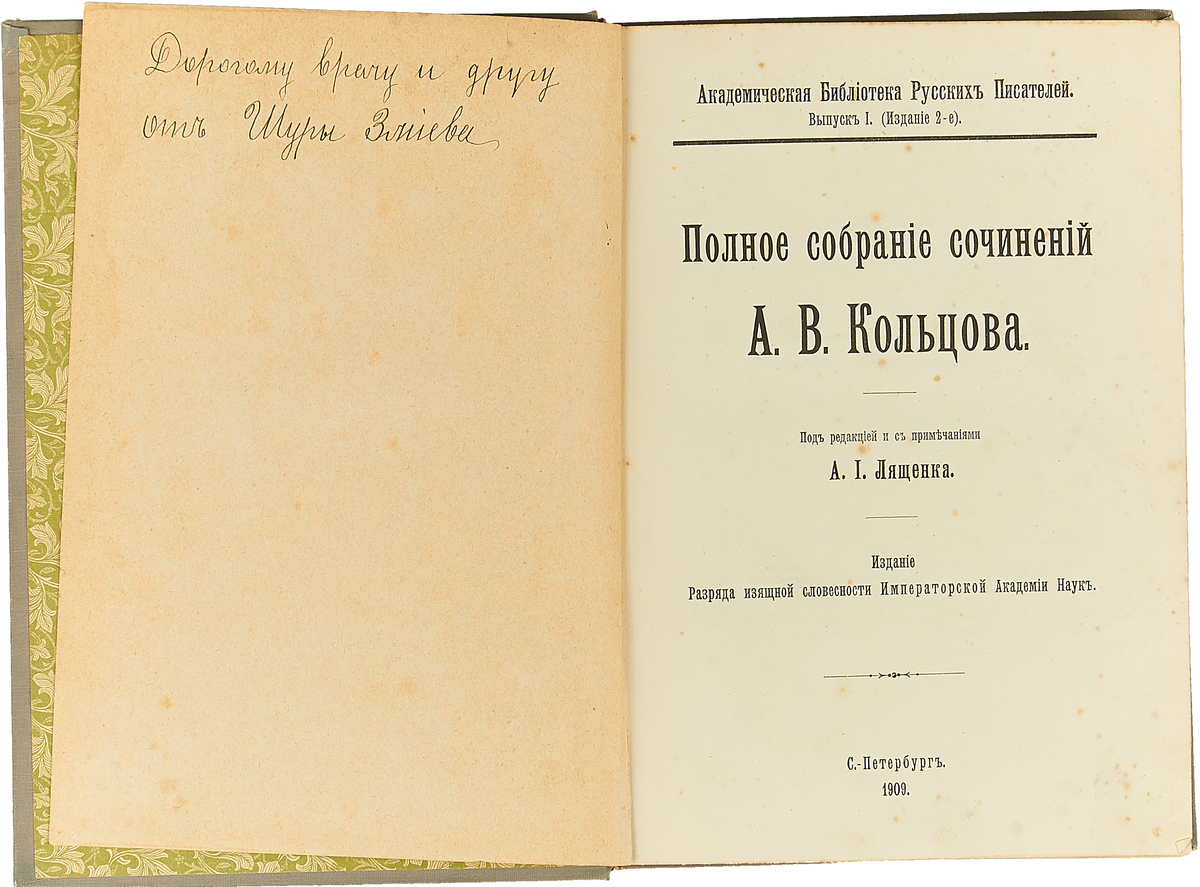 Дорогому врачу и другу
отъ Шуры Зміева
Академическая Библіотека Русскихъ Писателей.
Выпускъ I. (Изданіе 2-е).
Полное собраніе сочиненій
А. В. Кольцова.
Подъ редакціей и съ примѣчаніями
А. І. Лященка.
Изданіе
Разряда изящной словесности Императорской Академіи Наукъ.
С.-Петербургъ.
1909.